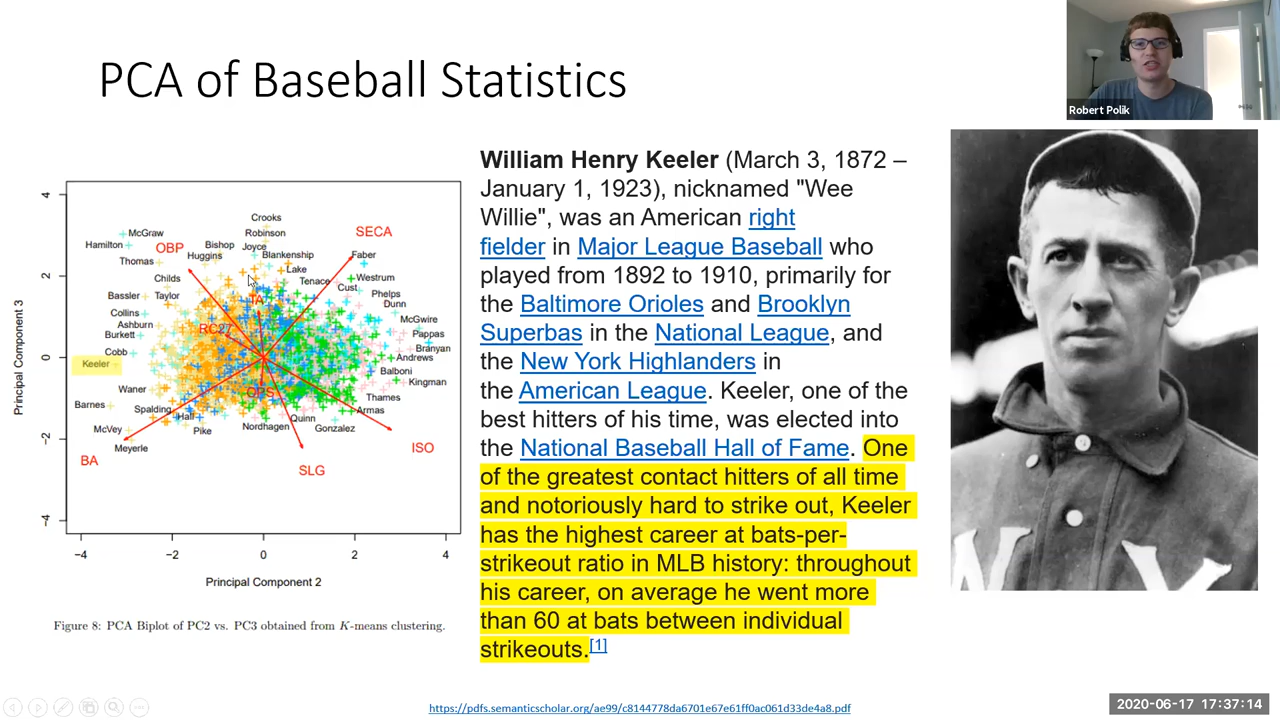 PCA of Baseball Statistics
Robert Polik
William Henry Keeler (March 3, 1872 –
January 1, 1923), nicknamed "Wee
Willie", was an American right
fielder in Major League Baseball who
played from 1892 to 1910, primarily for
the Baltimore Orioles and Brooklyn
Superbas in the National League, and
the New York Highlanders in
the American League. Keeler, one of the
best hitters of his time, was elected into
the National Baseball Hall of Fame. One
of the greatest contact hitters of all time
and notoriously hard to strike out, Keeler
has the highest career at bats-per-
strikeout ratio in MLB history: throughout
his career, on average he went more
than 60 at bats between individual
strikeouts.[1]
Principal Component 3
4
2
0
−2
−4
Crooks
McGraw
Robinson
SECA
Hamilton
OBP
Bishop
Joyce
Thomas
Huggins
Blankenship
Faber
Lake
Childs
Tenace
Westrum
Cust
Bassler
Taylor
TA
Phelps
Dunn
Collins
Ashburn
RC27
McGwire
Burkett
Pappas
Cobb
Branyan
Keeler
Andrews
Balboni
Waner
OPS
Kingman
Thames
Barnes
Spalding
Hall
Armas
McVey
Pike
Nordhagen
Quinn
Gonzalez
Meyerle
ISO
BA
SLG
−4
−2
0
2
4
Principal Component 2
Figure 8: PCA Biplot of PC2 vs. PC3 obtained from K-means clustering.
N Y
https://pdfs.semanticscholar.org/ae99/c8144778da6701e67e61ff0ac061d33de4a8.pdf
2020-06-17 17:37:14